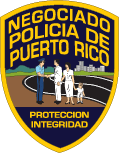 NEGOCIADO
POLICIA DE
PUERTO RICO
PROTECCION
INTEGRIDAD